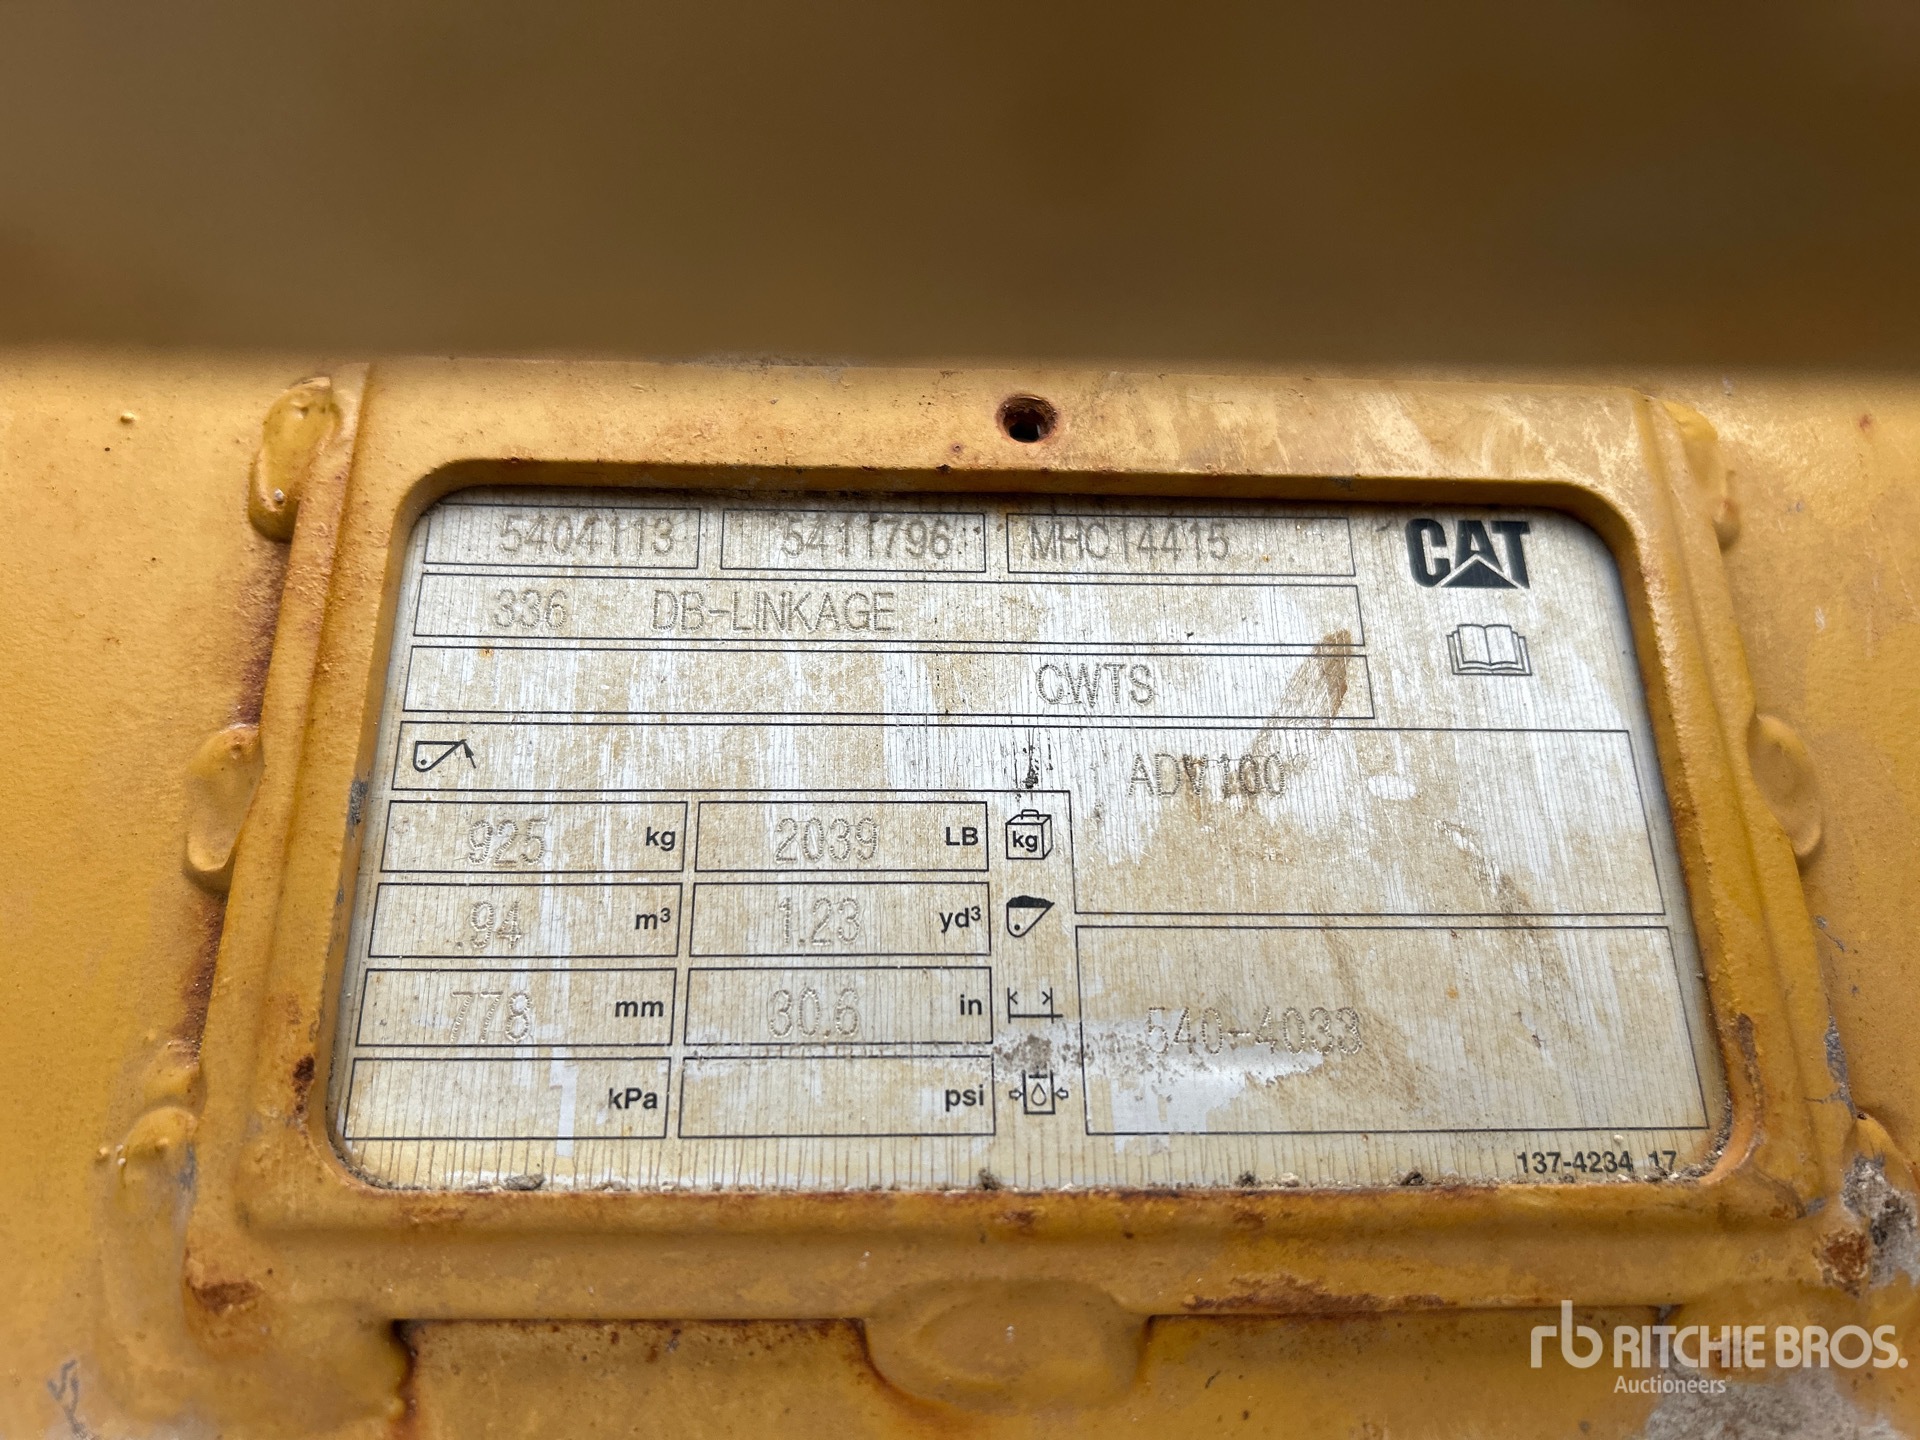 5404113 5411796 MHC14415 CAT
336 DB-LINKAGE
CWTS
ADV100
925 kg 2039 LB kg
.94 m³ 1.23 yd³
778 mm 30.6 in
540-4033
kPa psi
137-4234 17
rb RITCHIE BROS.
Auctioneers